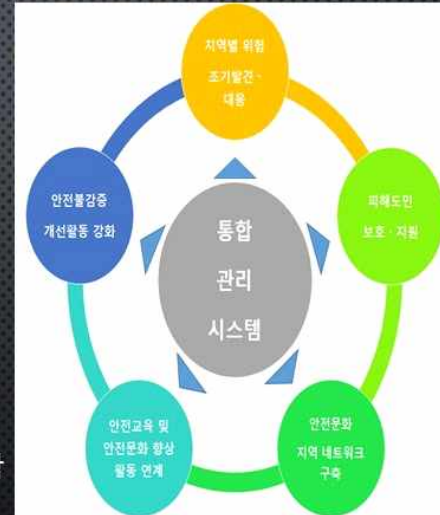 지역별 위험
조기발견·
대응
안전불감증
개선활동 강화
피해도민
보호·지원
통합
관리
시스템
안전교육 및
안전문화 향상
활동 연계
안전문화
지역 네트워크
구축